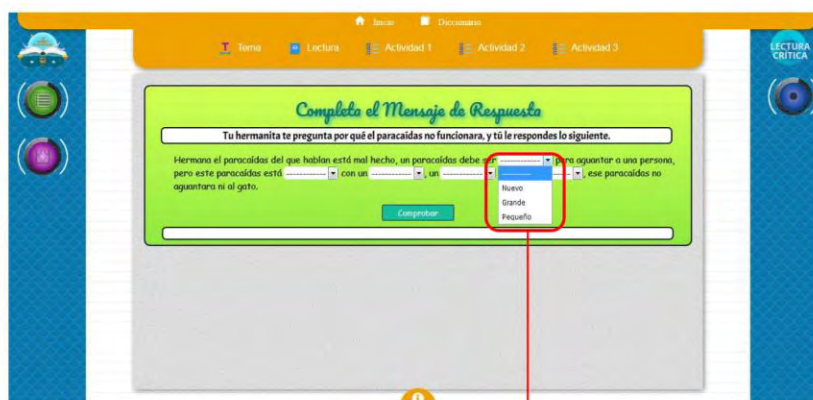 Inicio Diccionario
T Tema Lectura Actividad 1 Actividad 2 Actividad 3
LECTURA
CRÍTICA
Completa el Mensaje de Respuesta
Tu hermanita te pregunta por qué el paracaídas no funcionara, y tú le respondes lo siguiente.
Hermana el paracaídas del que hablan está mal hecho, un paracaídas debe ser ------------ para aguantar a una persona,
pero este paracaídas está ------------ con un ------------, un ------------ ------------, ese paracaídas no
aguantara ni al gato.
Nuevo
Grande
Pequeño
Comprobar